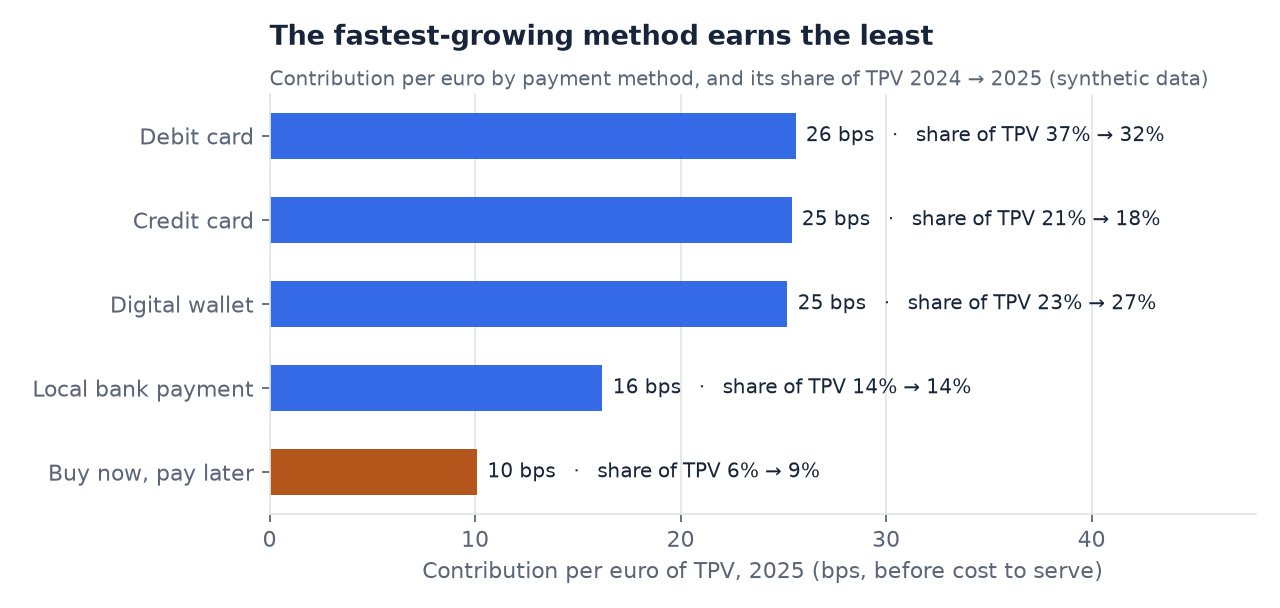 The fastest-growing method earns the least
Contribution per euro by payment method, and its share of TPV 2024 → 2025 (synthetic data)
Debit card
26 bps · share of TPV 37% → 32%
Credit card
25 bps · share of TPV 21% → 18%
Digital wallet
25 bps · share of TPV 23% → 27%
Local bank payment
16 bps · share of TPV 14% → 14%
Buy now, pay later
10 bps · share of TPV 6% → 9%
0 10 20 30 40
Contribution per euro of TPV, 2025 (bps, before cost to serve)